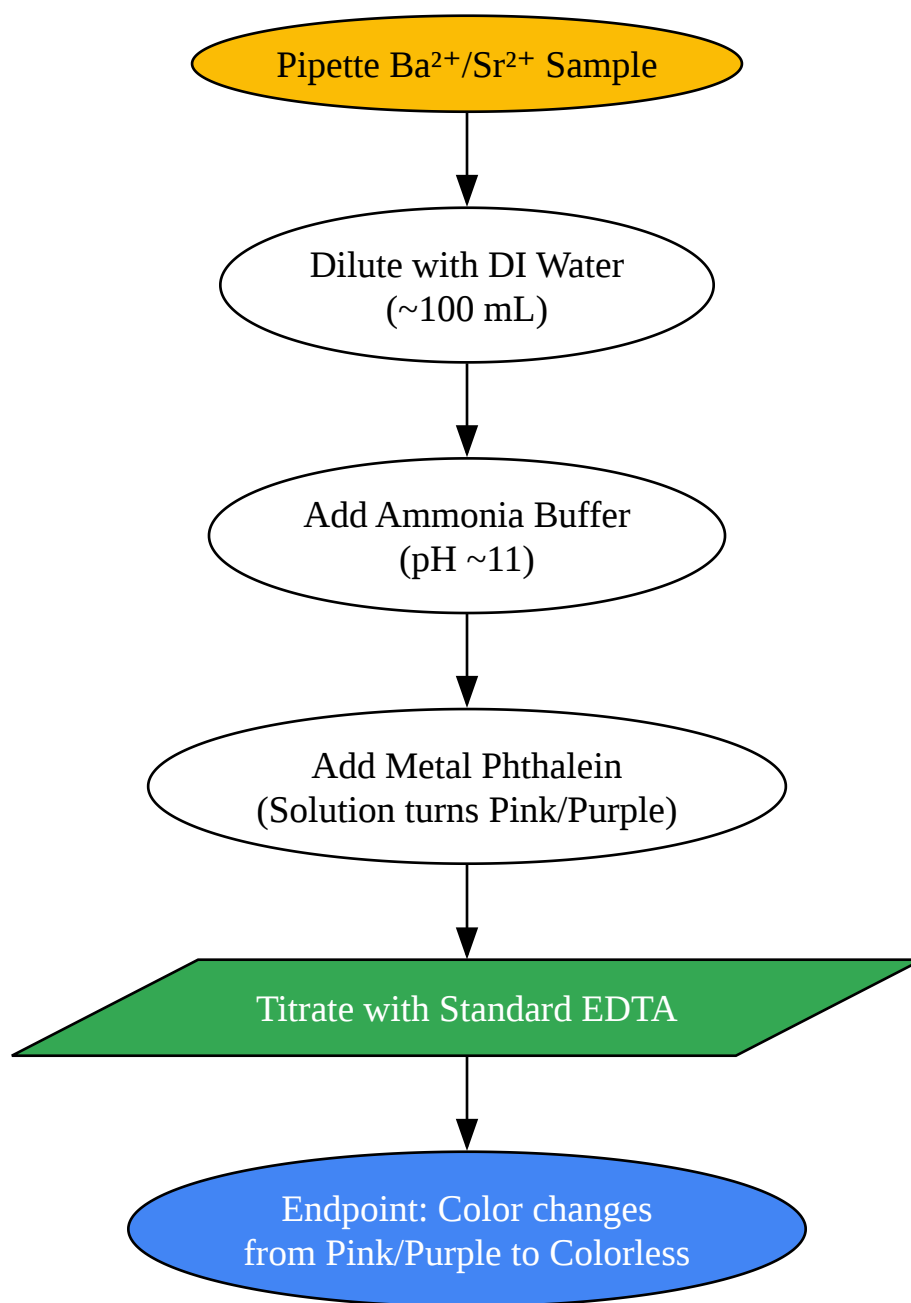 Pipette Ba²⁺/Sr²⁺ Sample
Dilute with DI Water
(~100 mL)
Add Ammonia Buffer
(pH ~11)
Add Metal Phthalein
(Solution turns Pink/Purple)
Titrate with Standard EDTA
Endpoint: Color changes
from Pink/Purple to Colorless